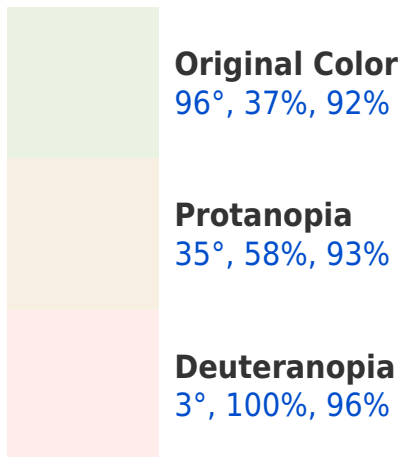 Original Color
96°, 37%, 92%
Protanopia
35°, 58%, 93%
Deuteranopia
3°, 100%, 96%